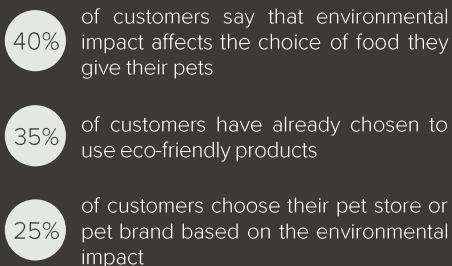 40%
of customers say that environmental
impact affects the choice of food they
give their pets
35%
of customers have already chosen to
use eco-friendly products
25%
of customers choose their pet store or
pet brand based on the environmental
impact